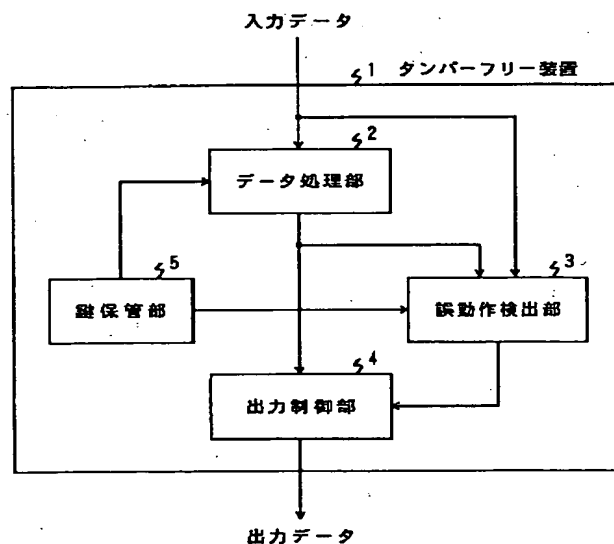 入力データ
1 タンパーフリー装置
2
データ処理部
5
鍵保管部
3
誤動作検出部
4
出力制御部
出力データ